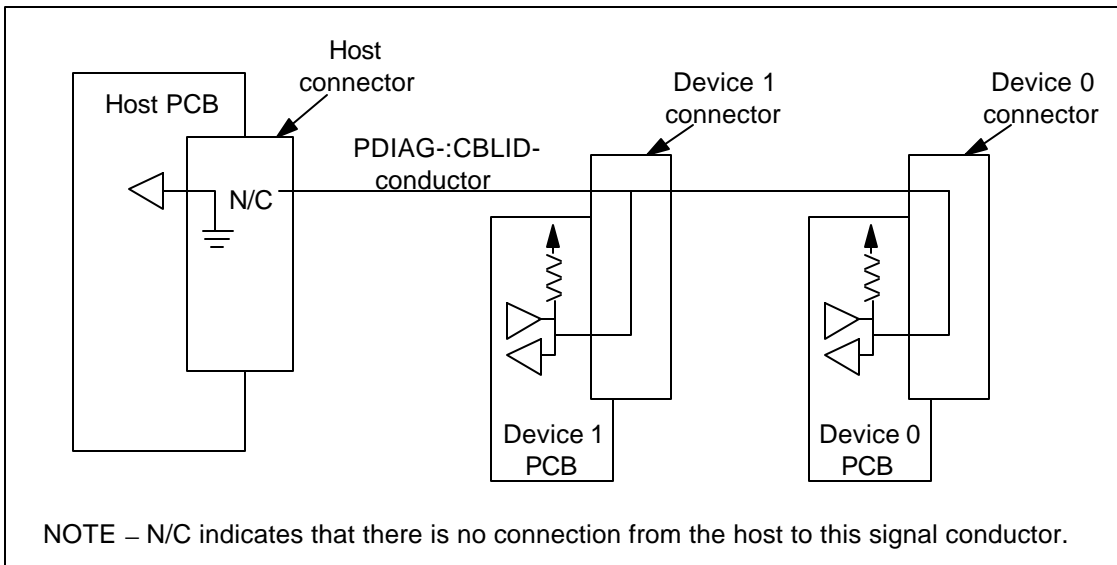 Host
connector
Host PCB
Device 1
connector
Device 0
connector
PDIAG-:CBLID-
conductor
N/C
Device 1
PCB
Device 0
PCB
NOTE – N/C indicates that there is no connection from the host to this signal conductor.